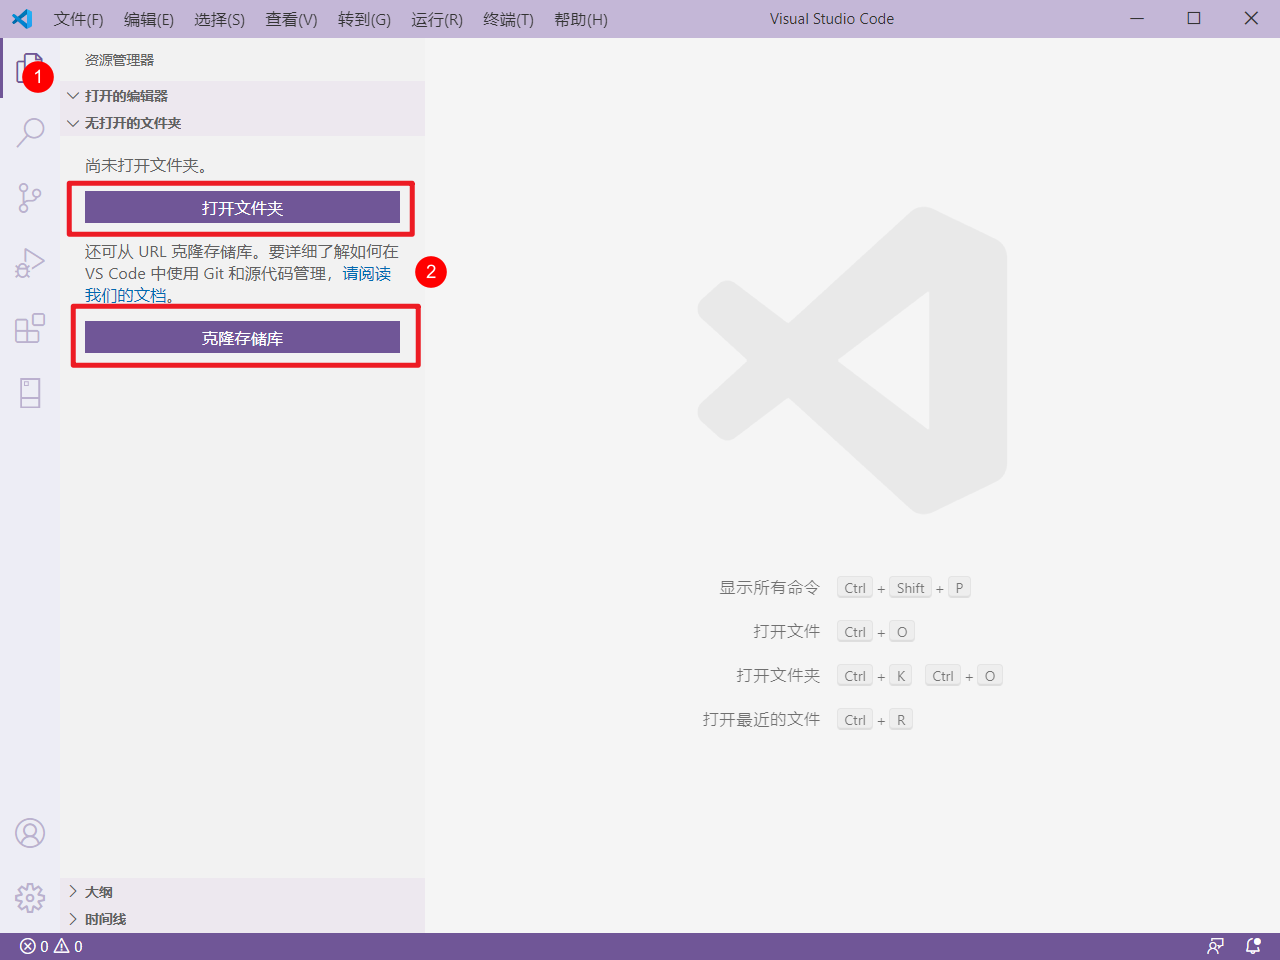 文件(F) 编辑(E) 选择(S) 查看(V) 转到(G) 运行(R) 终端(T) 帮助(H) Visual Studio Code
资源管理器
1
打开的编辑器
无打开的文件夹
尚未打开文件夹。
打开文件夹
还可从 URL 克隆存储库。要详细了解如何在
VS Code 中使用 Git 和源代码管理，请阅读
我们的文档。
2
克隆存储库
显示所有命令 Ctrl + Shift + P
打开文件 Ctrl + O
打开文件夹 Ctrl + K Ctrl + O
打开最近的文件 Ctrl + R
大纲
时间线
0 0